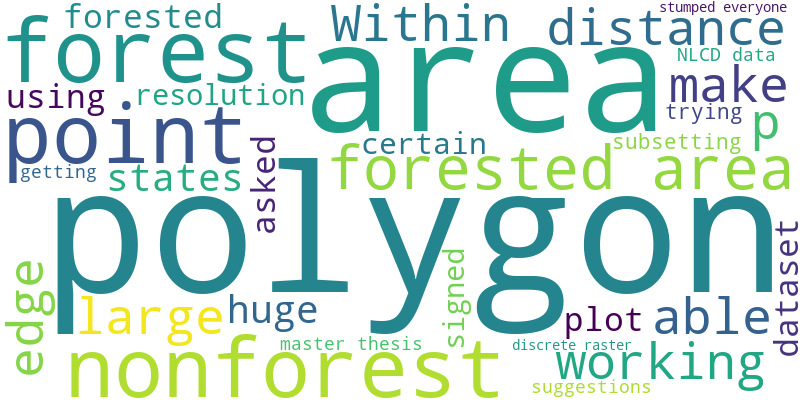 stumped everyone
forested
Within
distance
forest
area
NLCD data
using
resolution
make
trying
point
p
certain
subsetting
getting
states
asked
forested area
polygon
dataset
edge
signed
large
huge
plot
able
master thesis
discrete raster
nonforest
working
suggestions